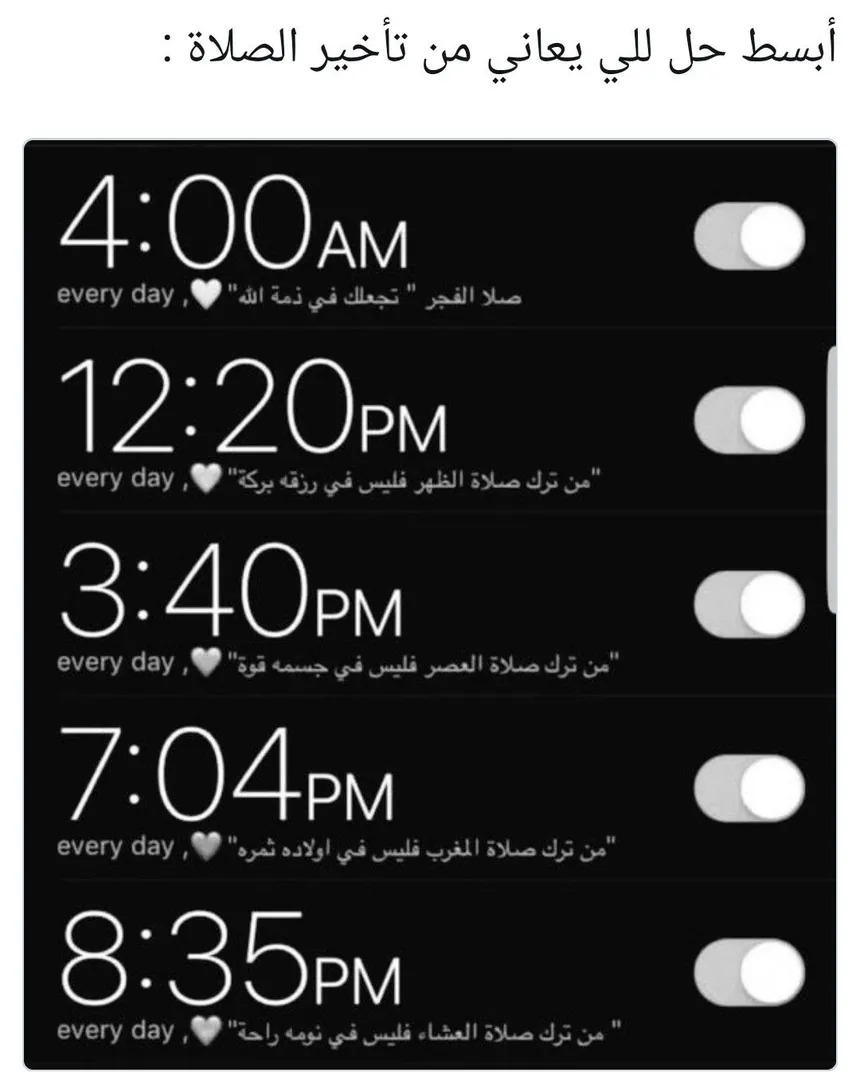 أبسط حل للي يعاني من تأخير الصلاة :
4:00AM
صلا الفجر " تجعلك في ذمة الله"🤍, every day
12:20PM
"من ترك صلاة الظهر فليس في رزقه بركة"🤍, every day
3:40PM
"من ترك صلاة العصر فليس في جسمه قوة"🤍, every day
7:04PM
"من ترك صلاة المغرب فليس في اولاده ثمره"🤍, every day
8:35PM
" من ترك صلاة العشاء فليس في نومه راحة"🤍, every day